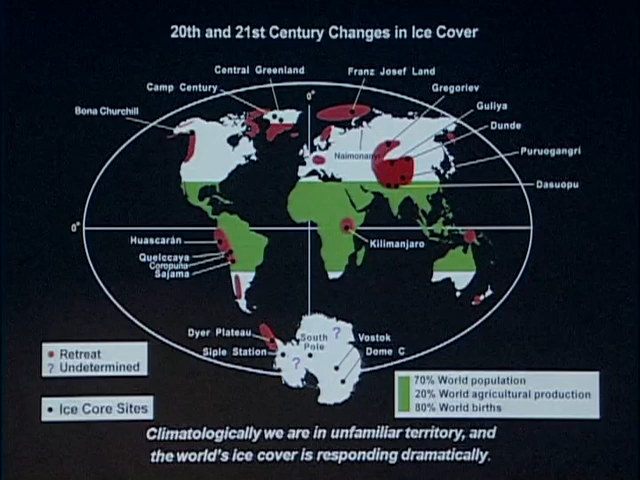 20th and 21st Century Changes in Ice Cover
Central Greenland
Franz Josef Land
Camp Century
0°
Gregoriev
Bona Churchill
Guliya
Dunde
Naimonanyi
Puruogangri
Dasuopu
0°
Huascarán
Kilimanjaro
Quelccaya
Coropuna
Sajama
Dyer Plateau
South
Pole
?
Vostok
Siple Station
?
Dome C
Retreat
? Undetermined
Ice Core Sites
70% World population
20% World agricultural production
80% World births
Climatologically we are in unfamiliar territory, and
the world's ice cover is responding dramatically.